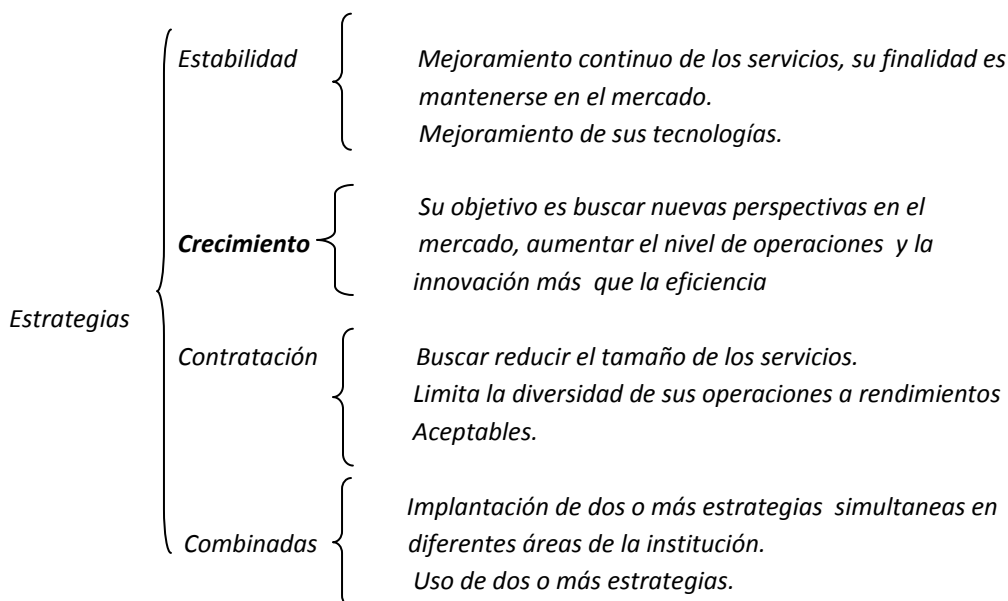 Estrategias
Estabilidad
Mejoramiento continuo de los servicios, su finalidad es
mantenerse en el mercado.
Mejoramiento de sus tecnologías.
Crecimiento
Su objetivo es buscar nuevas perspectivas en el
mercado, aumentar el nivel de operaciones y la
innovación más que la eficiencia
Contratación
Buscar reducir el tamaño de los servicios.
Limita la diversidad de sus operaciones a rendimientos
Aceptables.
Combinadas
Implantación de dos o más estrategias simultaneas en
diferentes áreas de la institución.
Uso de dos o más estrategias.